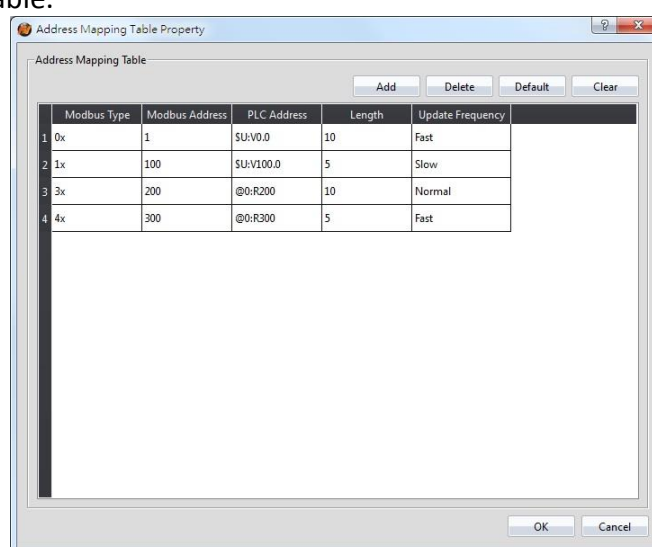 able.
Address Mapping Table Property
Address Mapping Table
Add Delete Default Clear
Modbus Type Modbus Address PLC Address Length Update Frequency
1 0x 1 $U:V0.0 10 Fast
2 1x 100 $U:V100.0 5 Slow
3 3x 200 @0:R200 10 Normal
4 4x 300 @0:R300 5 Fast
OK Cancel